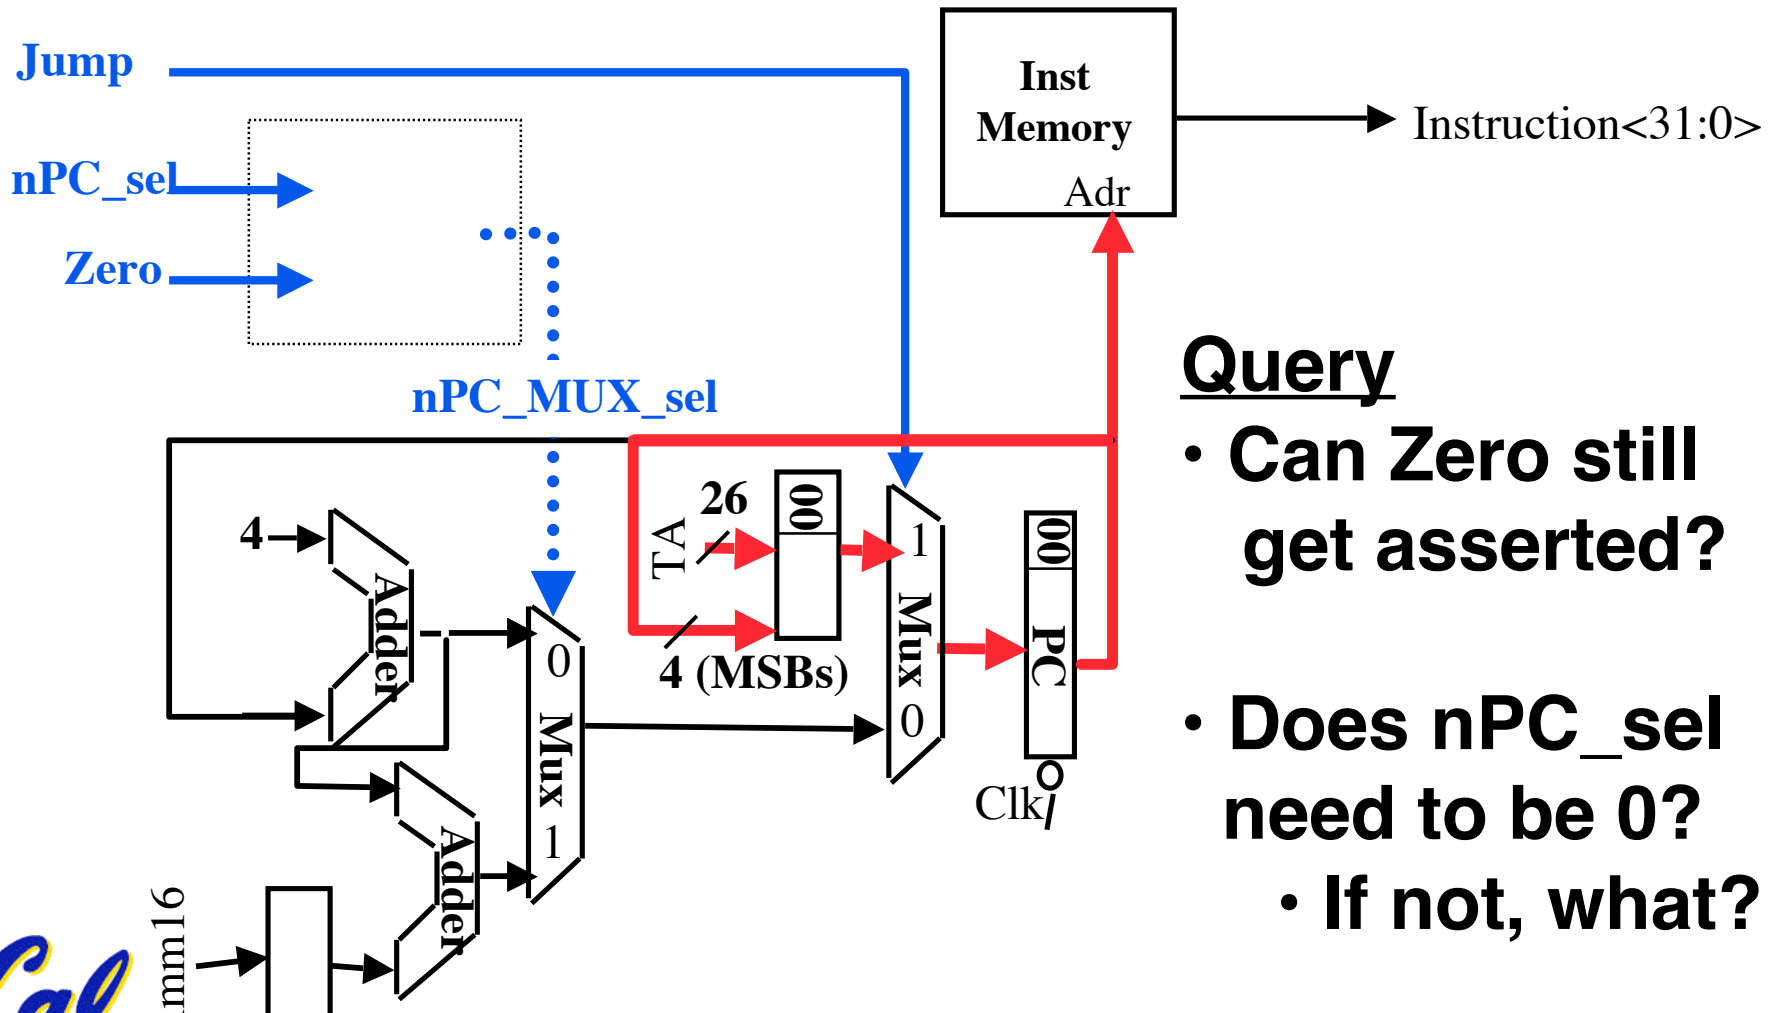 Jump
Inst
Memory
Adr
Instruction<31:0>
nPC_sel
Zero
nPC_MUX_sel
Query
• Can Zero still
get asserted?
• Does nPC_sel
need to be 0?
• If not, what?
26
TA
00
4 (MSBs)
1
Mux
0
00
PC
Clk
4
Adder
0
Mux
1
Adder
mm16
Cal